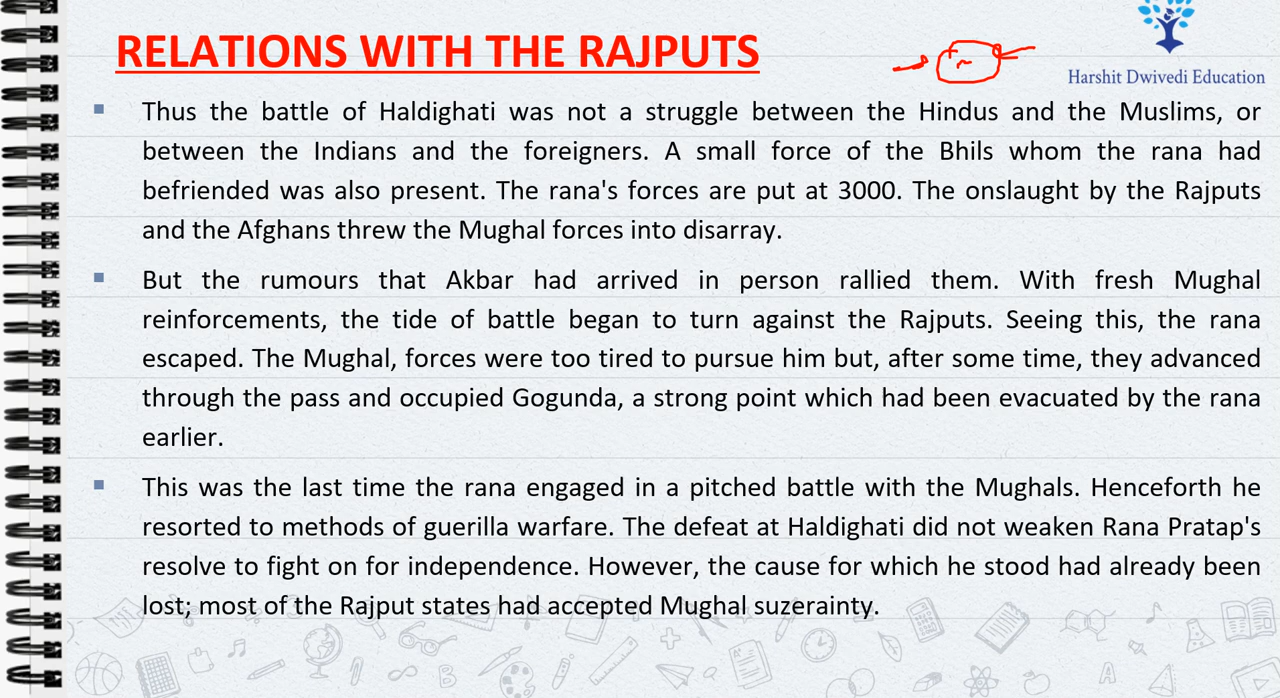 RELATIONS WITH THE RAJPUTS
Harshit Dwivedi Education
Thus the battle of Haldighati was not a struggle between the Hindus and the Muslims, or
between the Indians and the foreigners. A small force of the Bhils whom the rana had
befriended was also present. The rana's forces are put at 3000. The onslaught by the Rajputs
and the Afghans threw the Mughal forces into disarray.
But the rumours that Akbar had arrived in person rallied them. With fresh Mughal
reinforcements, the tide of battle began to turn against the Rajputs. Seeing this, the rana
escaped. The Mughal, forces were too tired to pursue him but, after some time, they advanced
through the pass and occupied Gogunda, a strong point which had been evacuated by the rana
earlier.
This was the last time the rana engaged in a pitched battle with the Mughals. Henceforth he
resorted to methods of guerilla warfare. The defeat at Haldighati did not weaken Rana Pratap's
resolve to fight on for independence. However, the cause for which he stood had already been
lost; most of the Rajput states had accepted Mughal suzerainty.